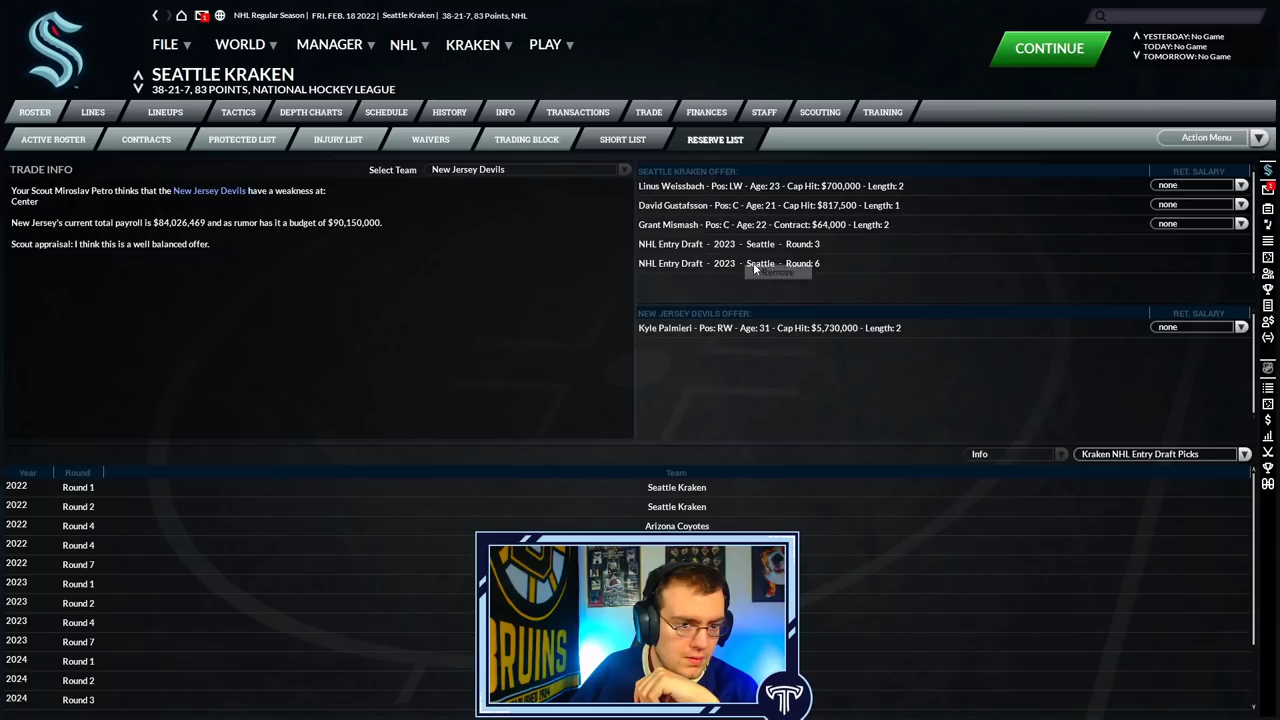 NHL Regular Season | FRI. FEB. 18 2022 | Seattle Kraken | 38-21-7, 83 Points, NHL
FILE WORLD MANAGER NHL KRAKEN PLAY
CONTINUE
YESTERDAY: No Game
TODAY: No Game
TOMORROW: No Game
SEATTLE KRAKEN
38-21-7, 83 POINTS, NATIONAL HOCKEY LEAGUE
ROSTER LINES LINEUPS TACTICS DEPTH CHARTS SCHEDULE HISTORY INFO TRANSACTIONS TRADE FINANCES STAFF SCOUTING TRAINING
ACTIVE ROSTER CONTRACTS PROTECTED LIST INJURY LIST WAIVERS TRADING BLOCK SHORT LIST RESERVE LIST Action Menu
TRADE INFO Select Team New Jersey Devils
Your Scout Miroslav Petro thinks that the New Jersey Devils have a weakness at:
Center
New Jersey's current total payroll is $84,026,469 and as rumor has it a budget of $90,150,000.
Scout appraisal: I think this is a well balanced offer.
SEATTLE KRAKEN OFFER: RET. SALARY
Linus Weissbach - Pos: LW - Age: 23 - Cap Hit: $700,000 - Length: 2 none
David Gustafsson - Pos: C - Age: 21 - Cap Hit: $817,500 - Length: 1 none
Grant Mismash - Pos: C - Age: 22 - Contract: $64,000 - Length: 2 none
NHL Entry Draft - 2023 - Seattle - Round: 3
NHL Entry Draft - 2023 - Seattle - Round: 6
Remove
NEW JERSEY DEVILS OFFER: RET. SALARY
Kyle Palmieri - Pos: RW - Age: 31 - Cap Hit: $5,730,000 - Length: 2 none
Info Kraken NHL Entry Draft Picks
Year Round Team
2022 Round 1 Seattle Kraken
2022 Round 2 Seattle Kraken
2022 Round 4 Arizona Coyotes
2022 Round 4
2022 Round 7
2023 Round 1
2023 Round 2
2023 Round 4
2023 Round 7
2024 Round 1
2024 Round 2
2024 Round 3
BRUINS